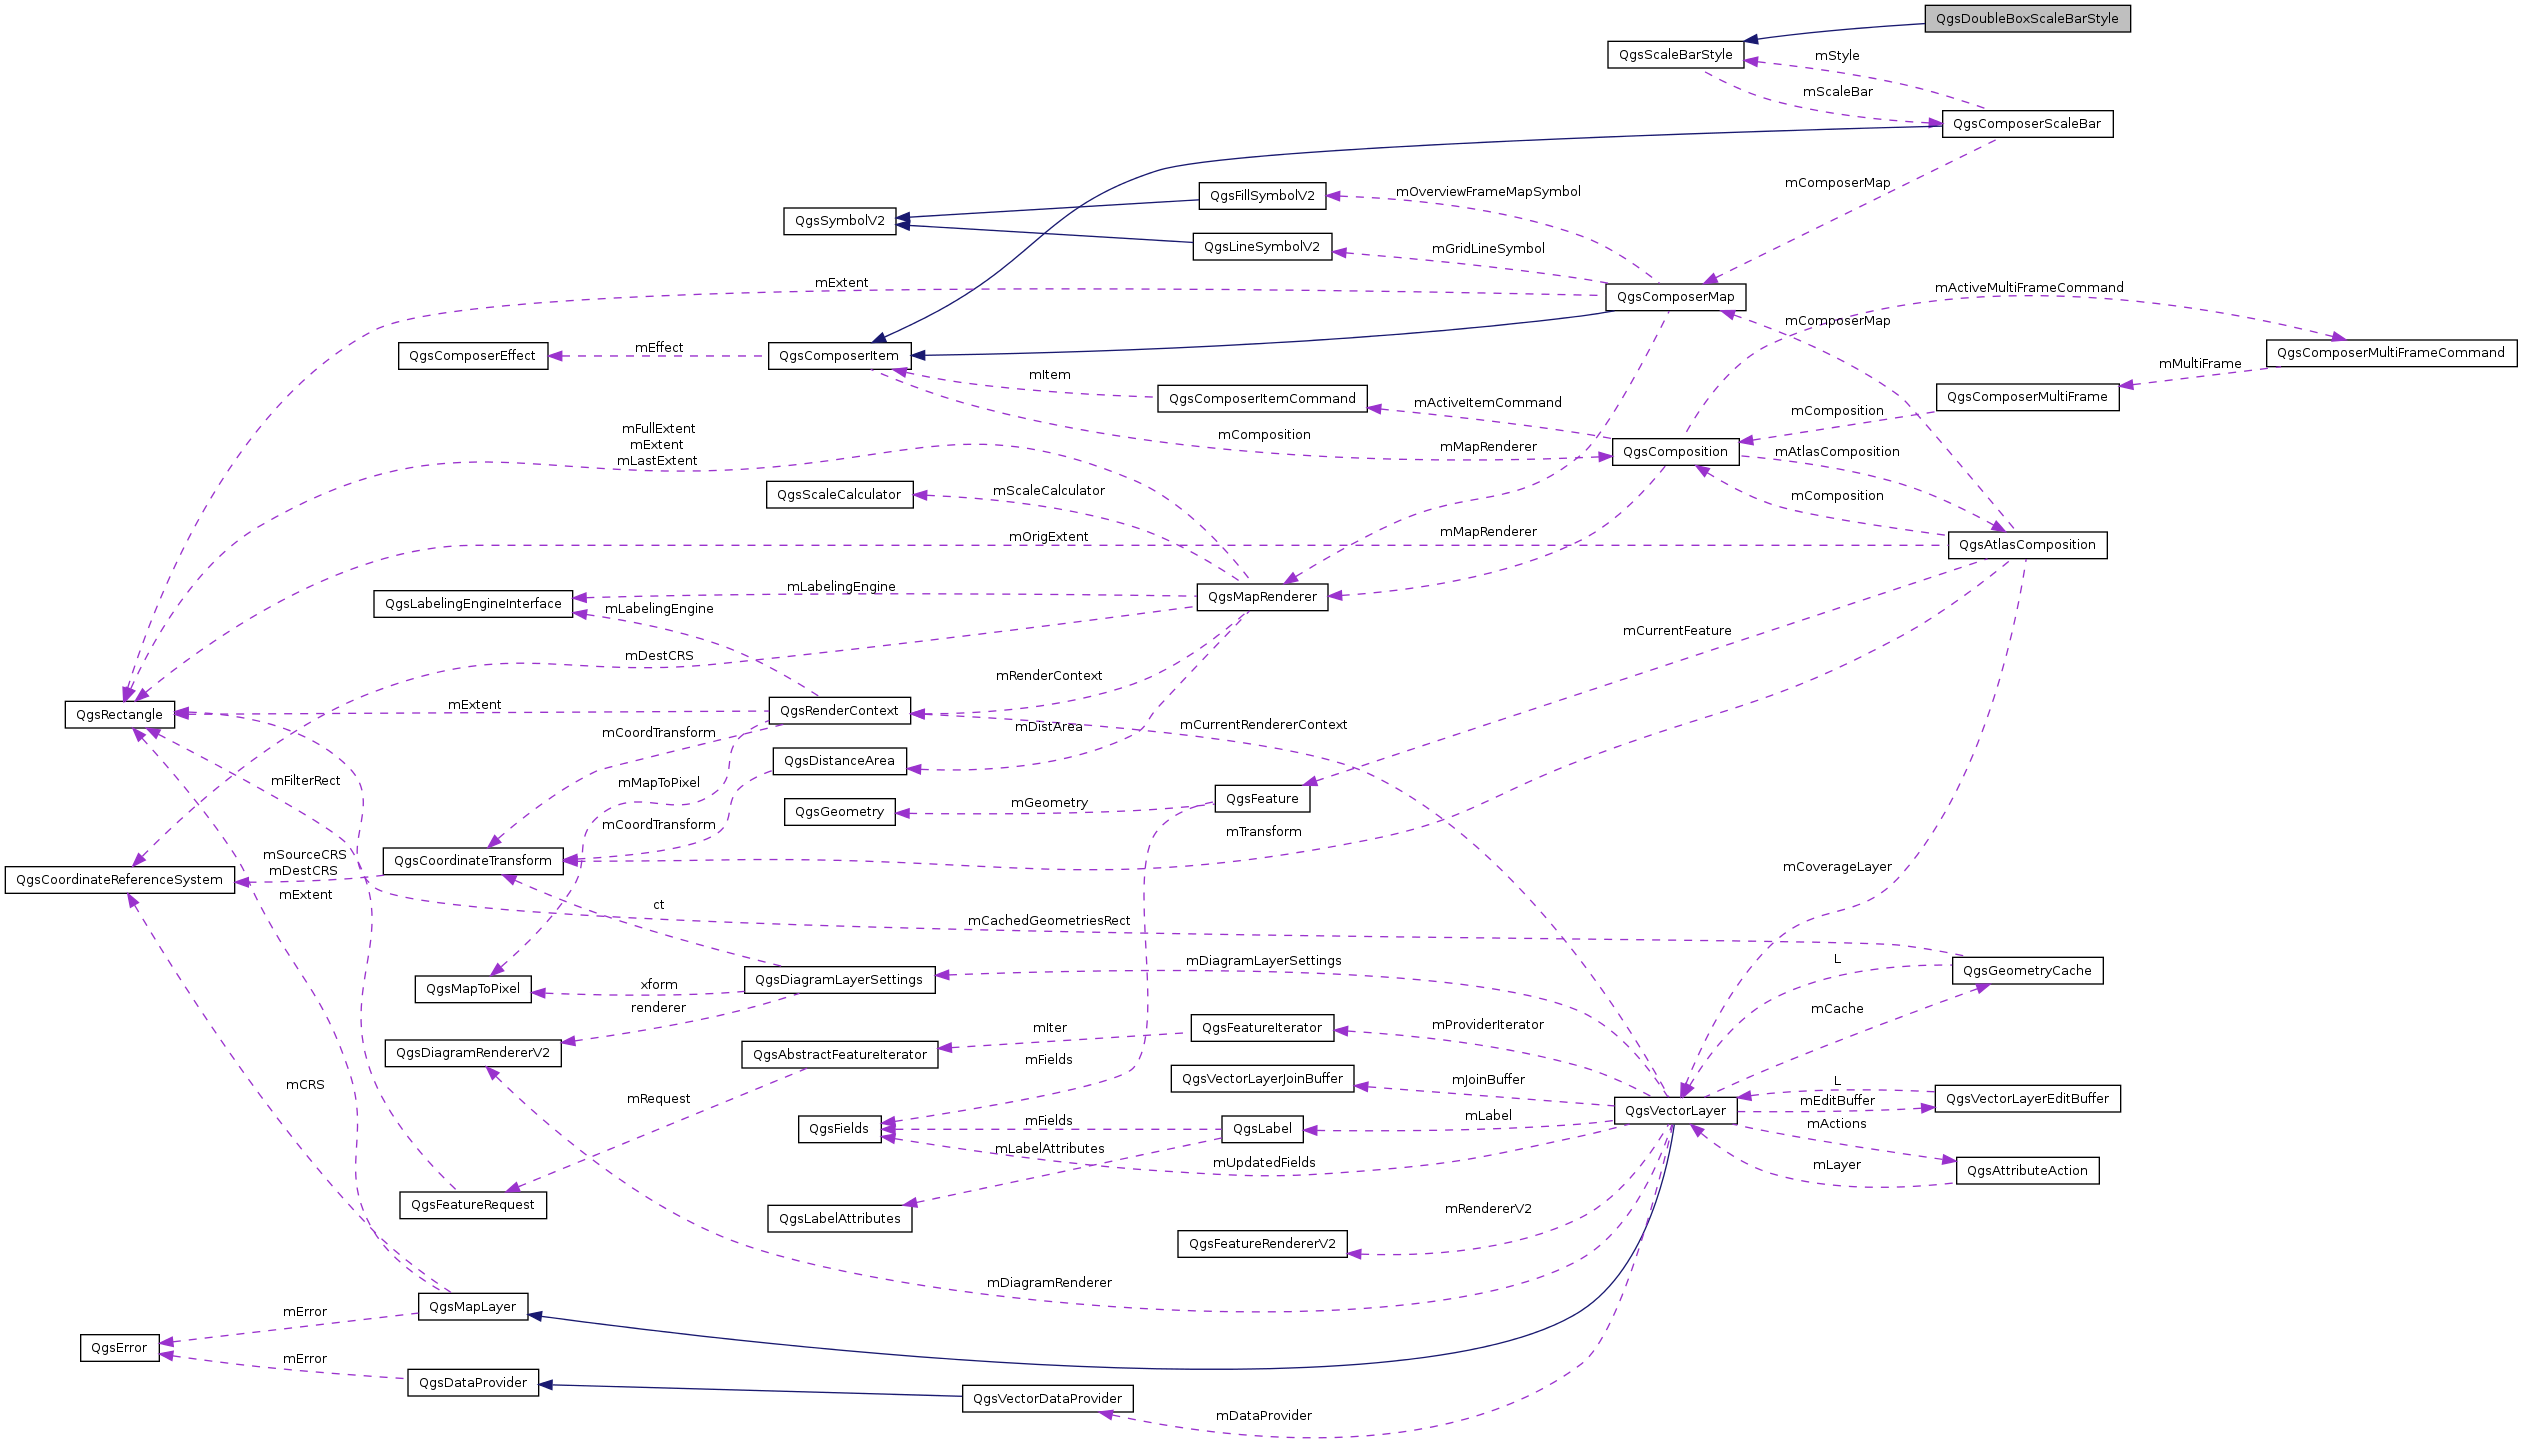 QgsDoubleBoxScaleBarStyle
QgsScaleBarStyle
mStyle
mScaleBar
QgsComposerScaleBar
mComposerMap
mOverviewFrameMapSymbol
QgsFillSymbolV2
QgsSymbolV2
QgsLineSymbolV2
mGridLineSymbol
mExtent
mActiveMultiFrameCommand
QgsComposerMap
mComposerMap
mEffect
QgsComposerEffect
QgsComposerItem
QgsComposerMultiFrameCommand
mMultiFrame
mItem
QgsComposerItemCommand
QgsComposerMultiFrame
mActiveItemCommand
mComposition
mFullExtent
mExtent
mLastExtent
mComposition
mMapRenderer
QgsComposition
mAtlasComposition
QgsScaleCalculator
mScaleCalculator
mComposition
mOrigExtent
mMapRenderer
QgsAtlasComposition
mLabelingEngine
QgsLabelingEngineInterface
mLabelingEngine
QgsMapRenderer
mCurrentFeature
mDestCRS
mRenderContext
mExtent
QgsRectangle
QgsRenderContext
mCoordTransform
mDistArea
mCurrentRendererContext
QgsDistanceArea
mFilterRect
mMapToPixel
QgsFeature
mGeometry
QgsGeometry
mCoordTransform
mTransform
mSourceCRS
mDestCRS
QgsCoordinateTransform
mCoverageLayer
QgsCoordinateReferenceSystem
mExtent
ct
mCachedGeometriesRect
mDiagramLayerSettings
L
QgsGeometryCache
QgsDiagramLayerSettings
xform
QgsMapToPixel
renderer
mCache
mIter
QgsFeatureIterator
mProviderIterator
QgsDiagramRendererV2
QgsAbstractFeatureIterator
mFields
QgsVectorLayerJoinBuffer
mJoinBuffer
L
mCRS
mRequest
mEditBuffer
QgsVectorLayerEditBuffer
QgsVectorLayer
mLabel
mFields
QgsFields
QgsLabel
mActions
mLabelAttributes
mUpdatedFields
mLayer
QgsAttributeAction
QgsFeatureRequest
QgsLabelAttributes
mRendererV2
QgsFeatureRendererV2
mDiagramRenderer
QgsMapLayer
mError
QgsError
mError
QgsDataProvider
QgsVectorDataProvider
mDataProvider